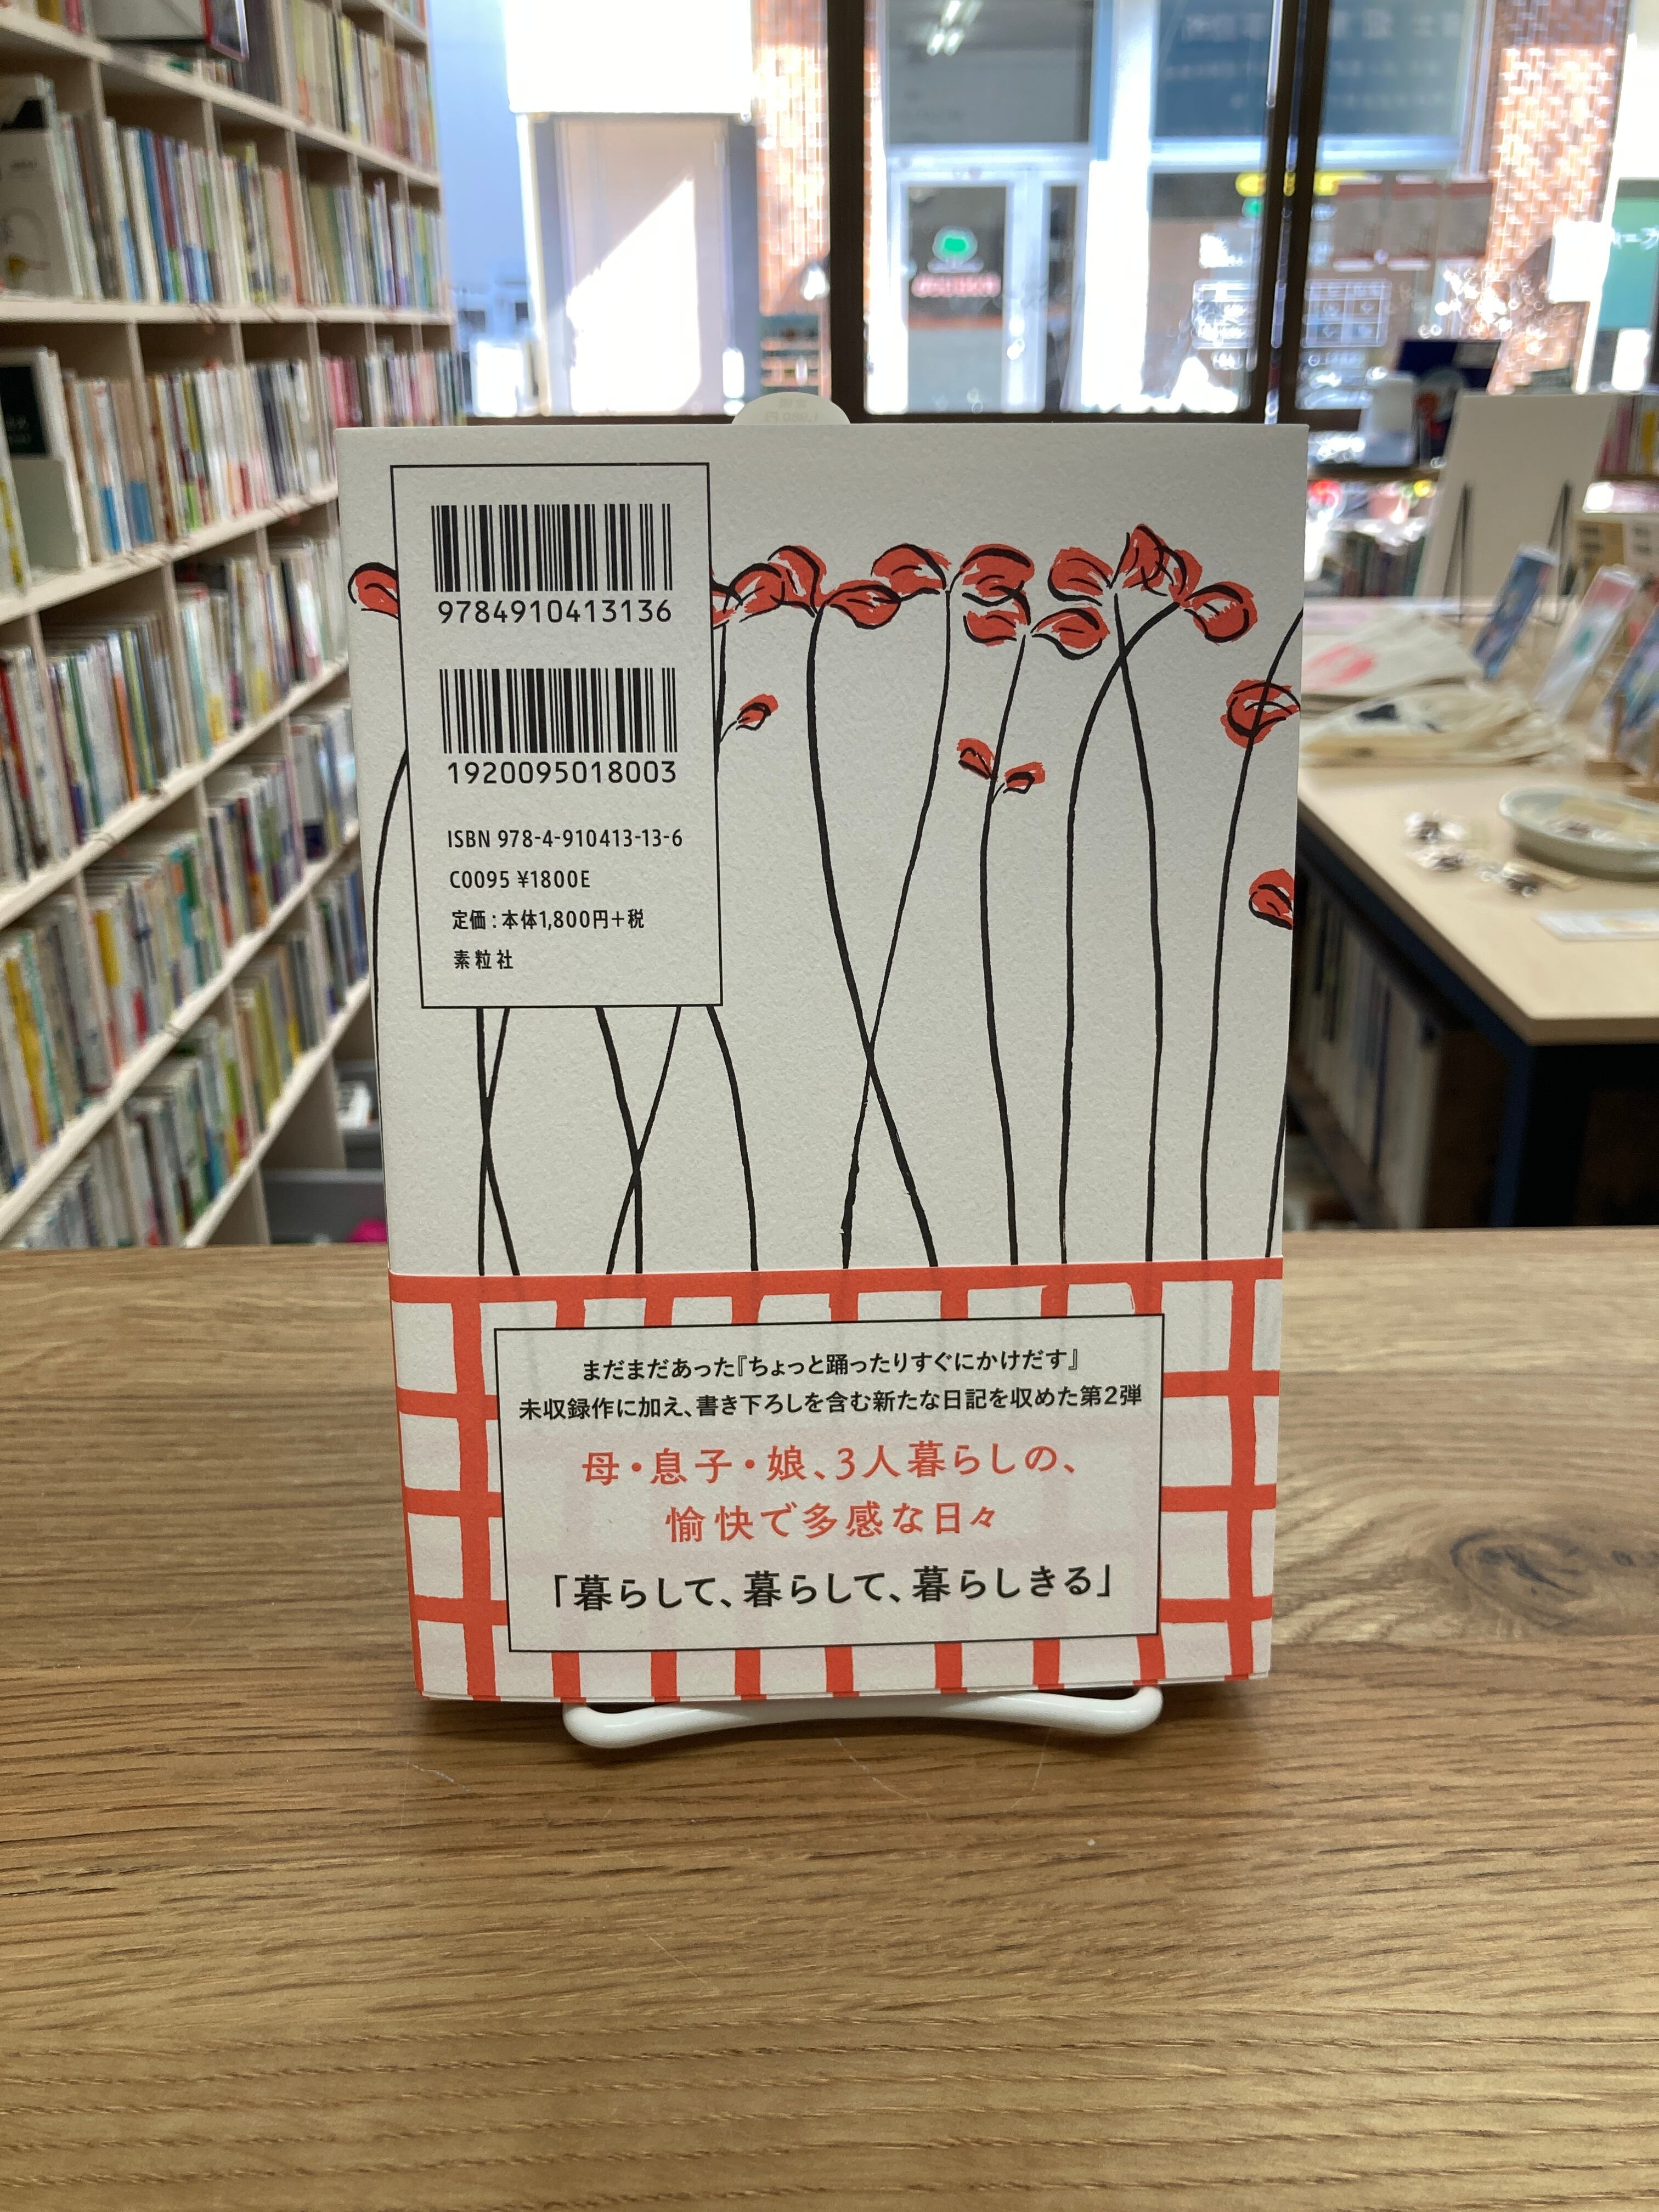 9784910413136
1920095018003
ISBN 978-4-910413-13-6
C0095 ¥1800E
定価：本体1,800円＋税
素粒社
まだまだあった『ちょっと踊ったりすぐにかけだす』
未収録作に加え、書き下ろしを含む新たな日記を収めた第2弾
母・息子・娘、3人暮らしの、
愉快で多感な日々
「暮らして、暮らして、暮らしきる」